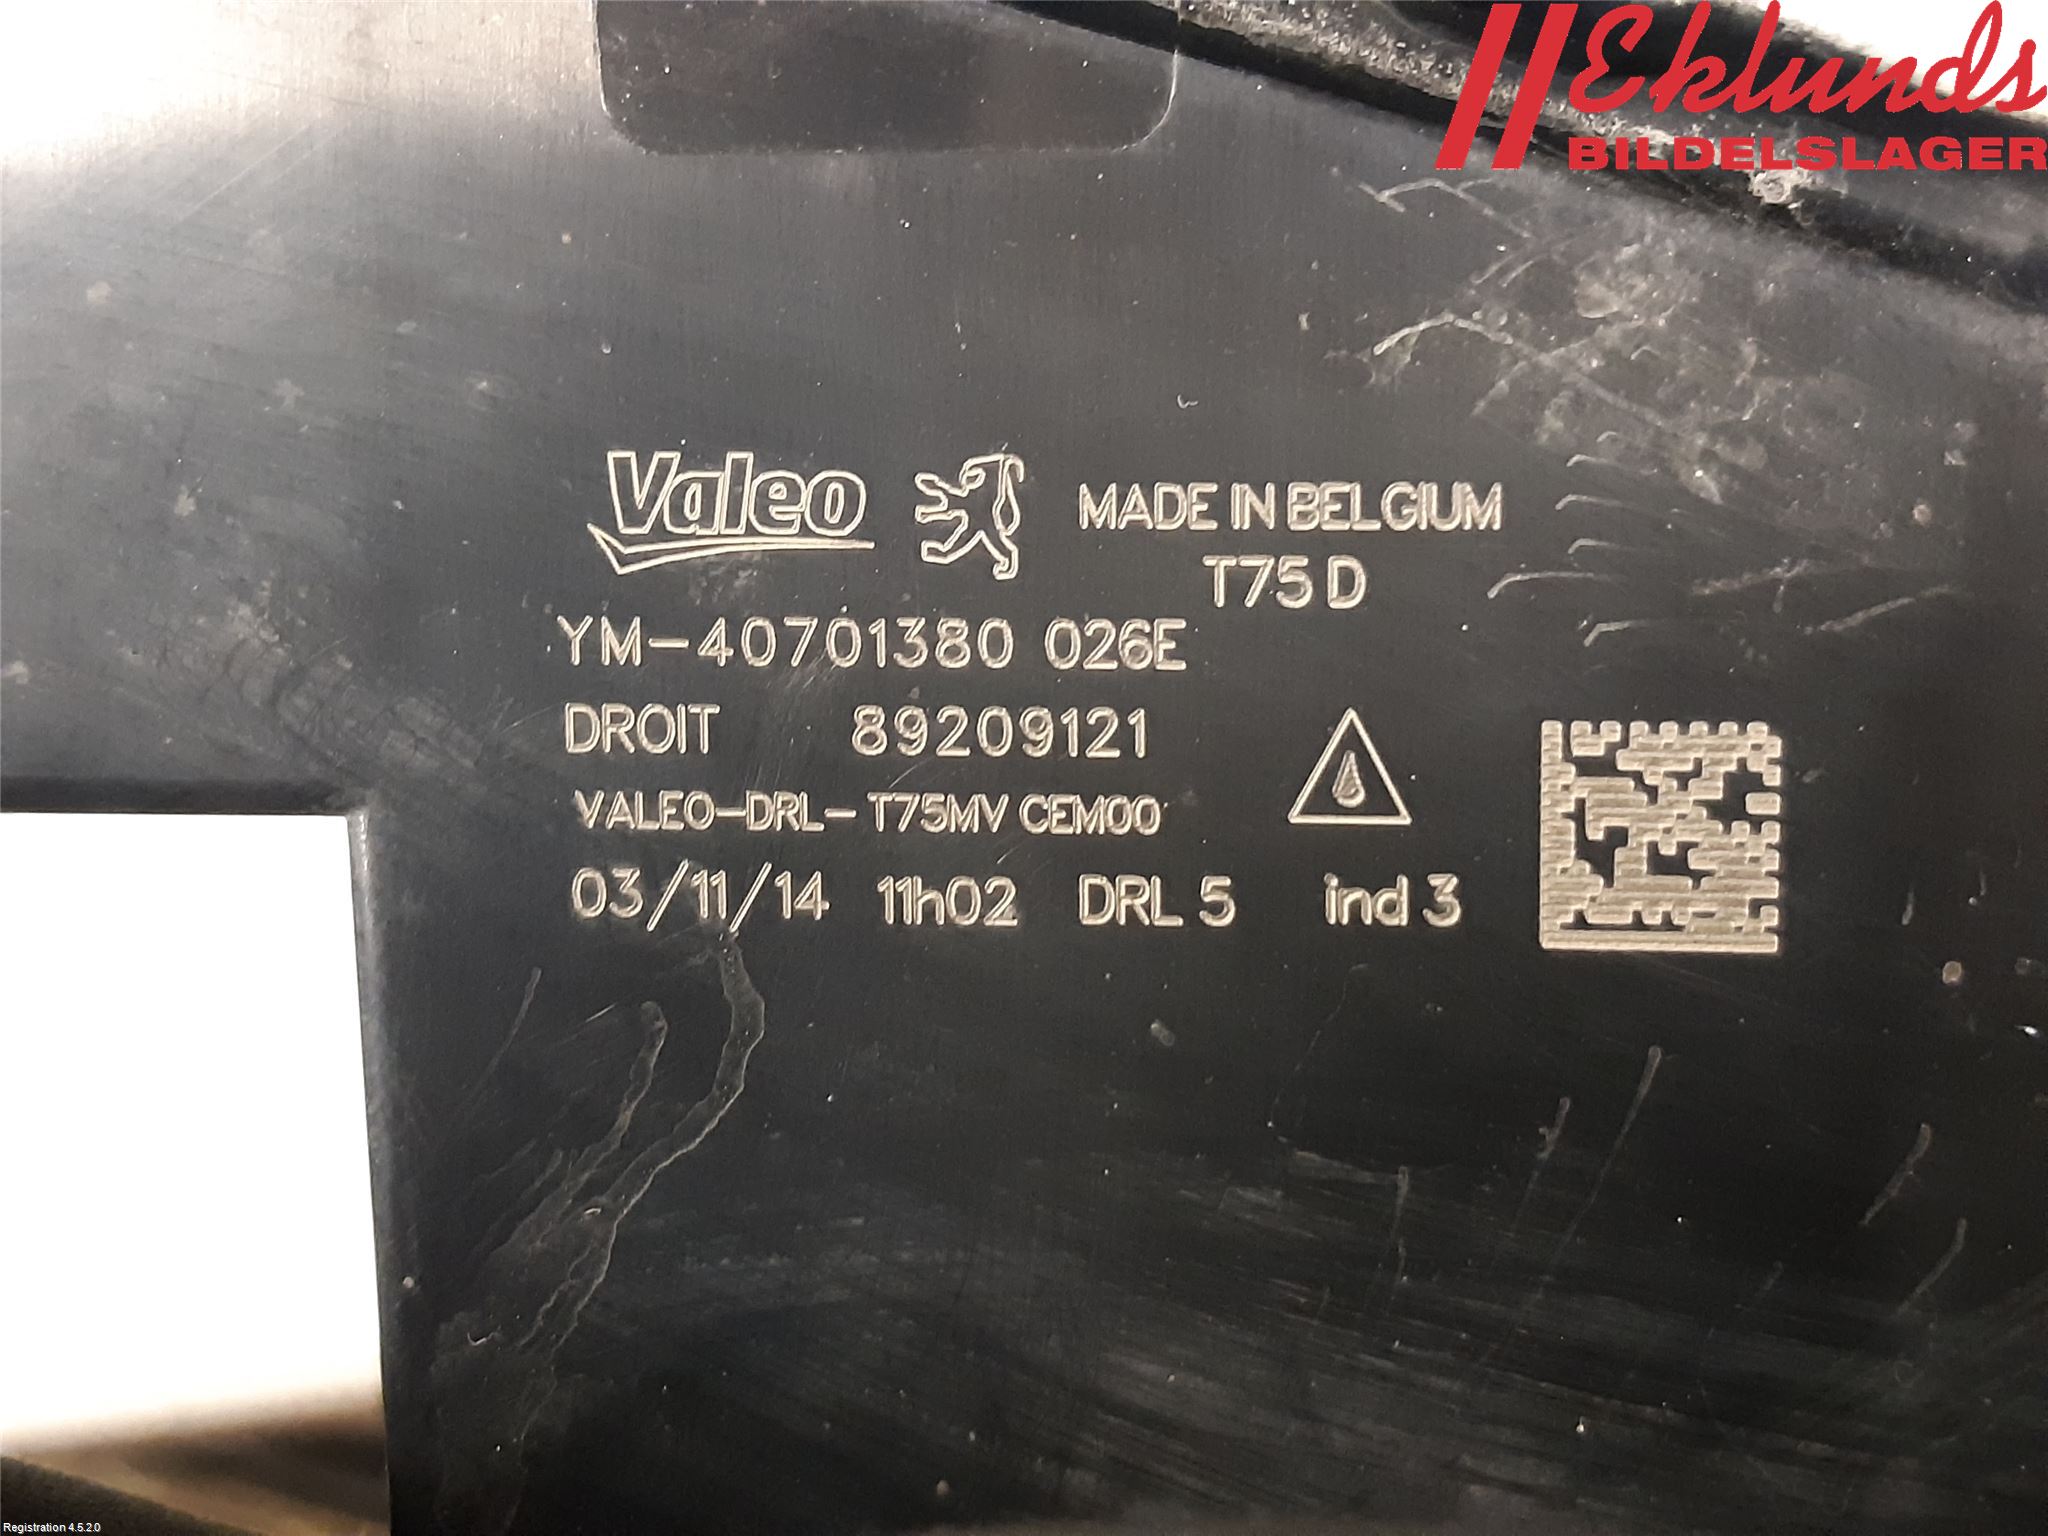 Eklunds
BILDELSLAGER
Valeo MADE IN BELGIUM
T75 D
YM-40701380 026E
DROIT 89209121
VALEO-DRL-T75MV CEM00
03/11/14 11h02 DRL 5 ind 3
Registration 4.5.2.0